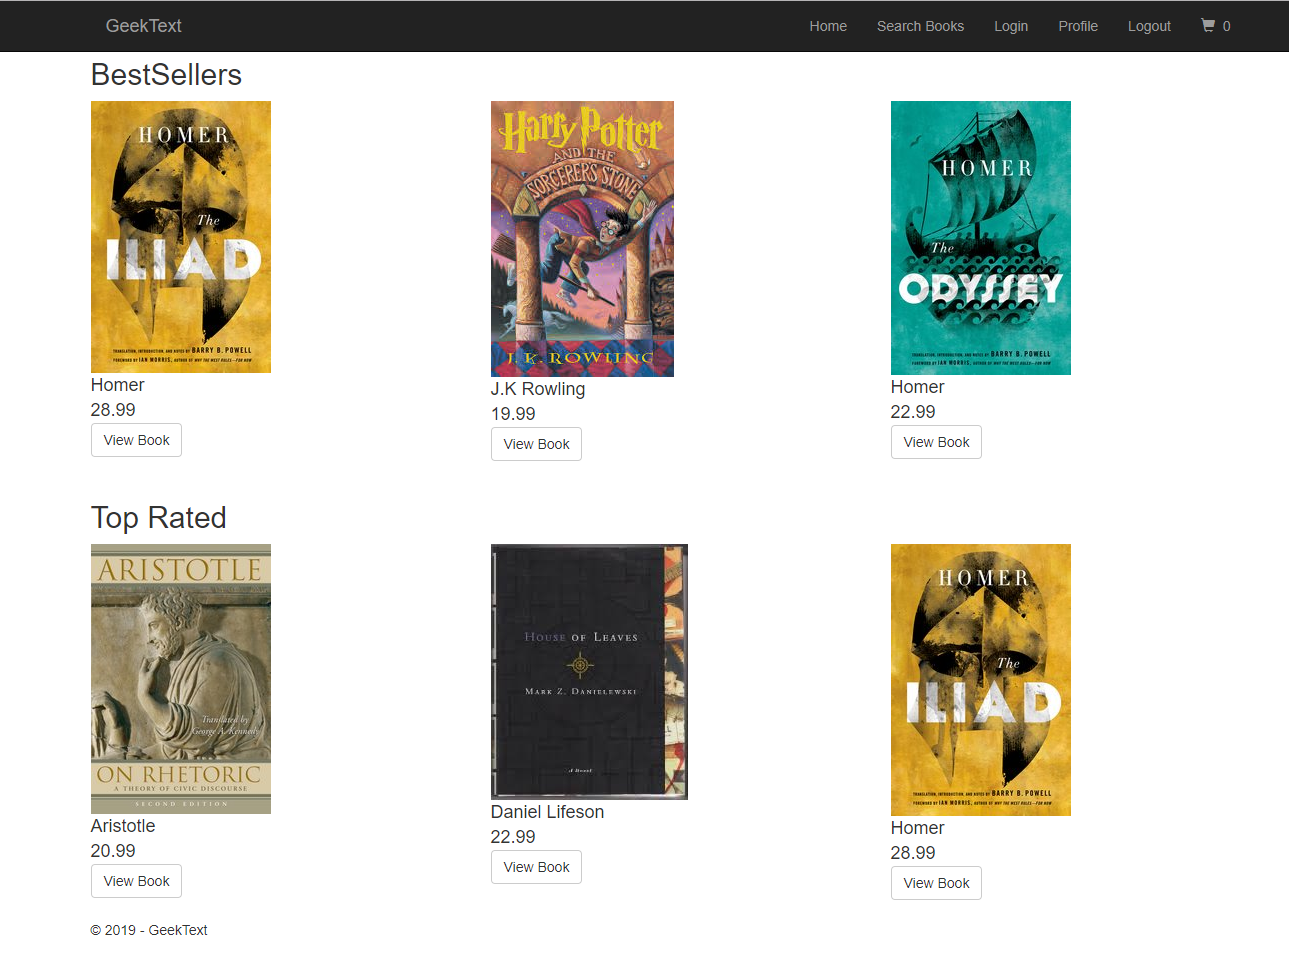 GeekText
Home Search Books Login Profile Logout 0
BestSellers
HOMER
The
ILIAD
TRANSLATION, INTRODUCTION, AND NOTES BY BARRY B. POWELL
FOREWORD BY IAN MORRIS, AUTHOR OF WHY THE WEST RULES—FOR NOW
Homer
28.99
View Book
Harry Potter
AND THE
SORCERER'S STONE
J. K. ROWLING
J.K Rowling
19.99
View Book
HOMER
The
ODYSSEY
TRANSLATION, INTRODUCTION, AND NOTES BY BARRY B. POWELL
FOREWORD BY IAN MORRIS, AUTHOR OF WHY THE WEST RULES—FOR NOW
Homer
22.99
View Book
Top Rated
ARISTOTLE
Translated by
George A. Kennedy
ON RHETORIC
A THEORY OF CIVIC DISCOURSE
SECOND EDITION
Aristotle
20.99
View Book
HOUSE OF LEAVES
MARK Z. DANIELEWSKI
A Novel
Daniel Lifeson
22.99
View Book
HOMER
The
ILIAD
TRANSLATION, INTRODUCTION, AND NOTES BY BARRY B. POWELL
FOREWORD BY IAN MORRIS, AUTHOR OF WHY THE WEST RULES—FOR NOW
Homer
28.99
View Book
© 2019 - GeekText